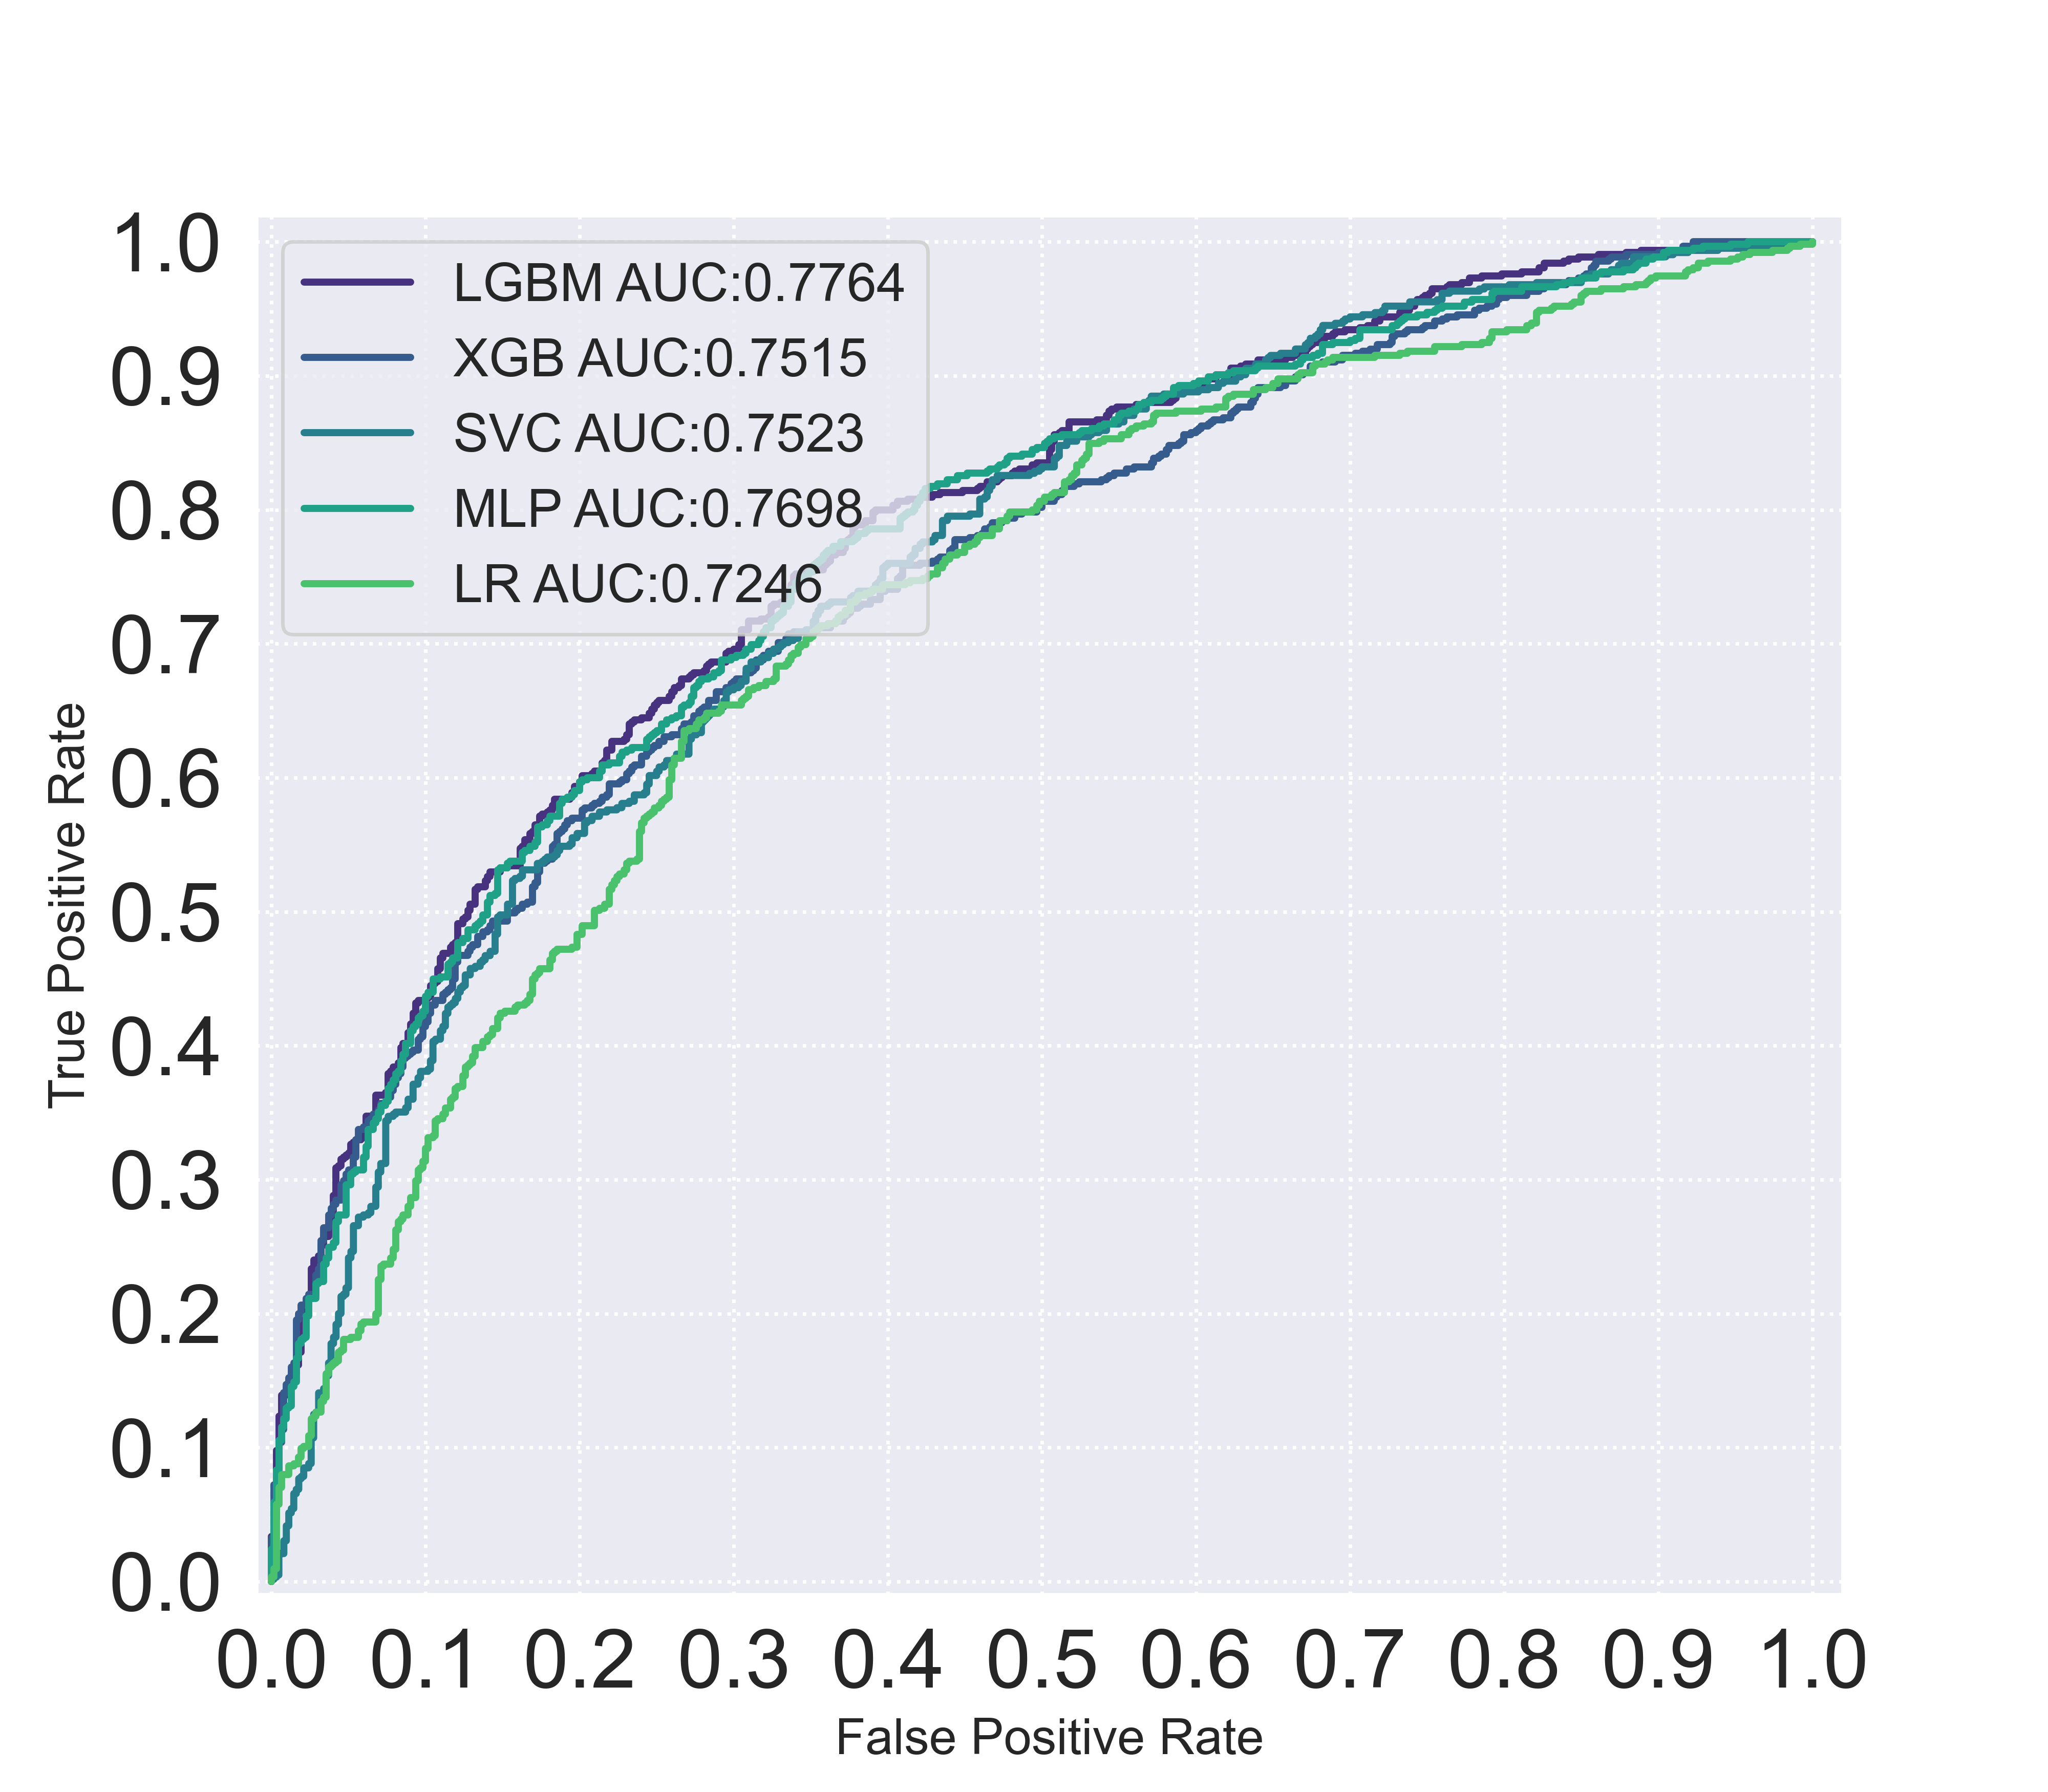 1.0
0.9
0.8
0.7
0.6
0.5
0.4
0.3
0.2
0.1
0.0
True Positive Rate
LGBM AUC:0.7764
XGB AUC:0.7515
SVC AUC:0.7523
MLP AUC:0.7698
LR AUC:0.7246
0.0 0.1 0.2 0.3 0.4 0.5 0.6 0.7 0.8 0.9 1.0
False Positive Rate